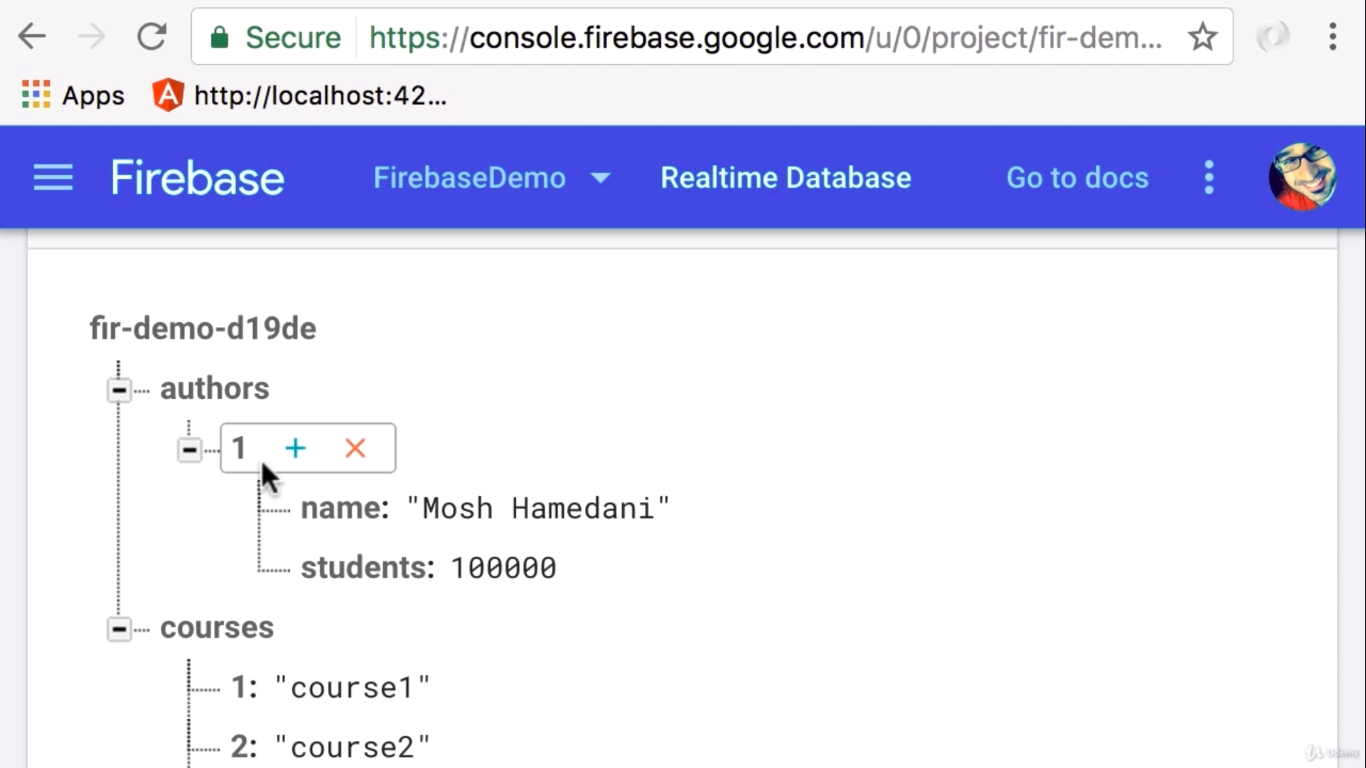 Secure https://console.firebase.google.com/u/0/project/fir-dem...
Apps http://localhost:42...
Firebase FirebaseDemo Realtime Database Go to docs
fir-demo-d19de
authors
1 + ×
name: "Mosh Hamedani"
students: 100000
courses
1: "course1"
2: "course2"
Udemy